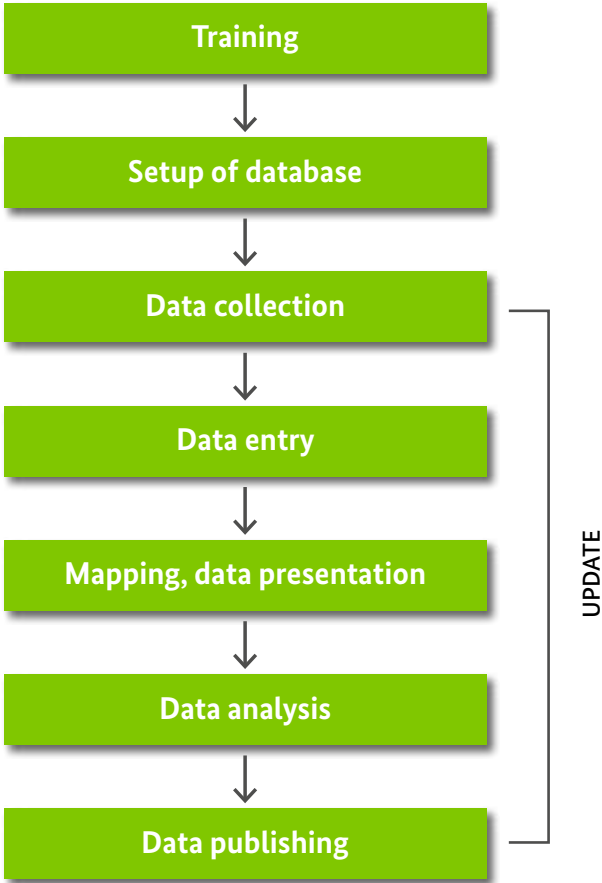 Training
Setup of database
Data collection
Data entry
Mapping, data presentation
Data analysis
Data publishing
UPDATE